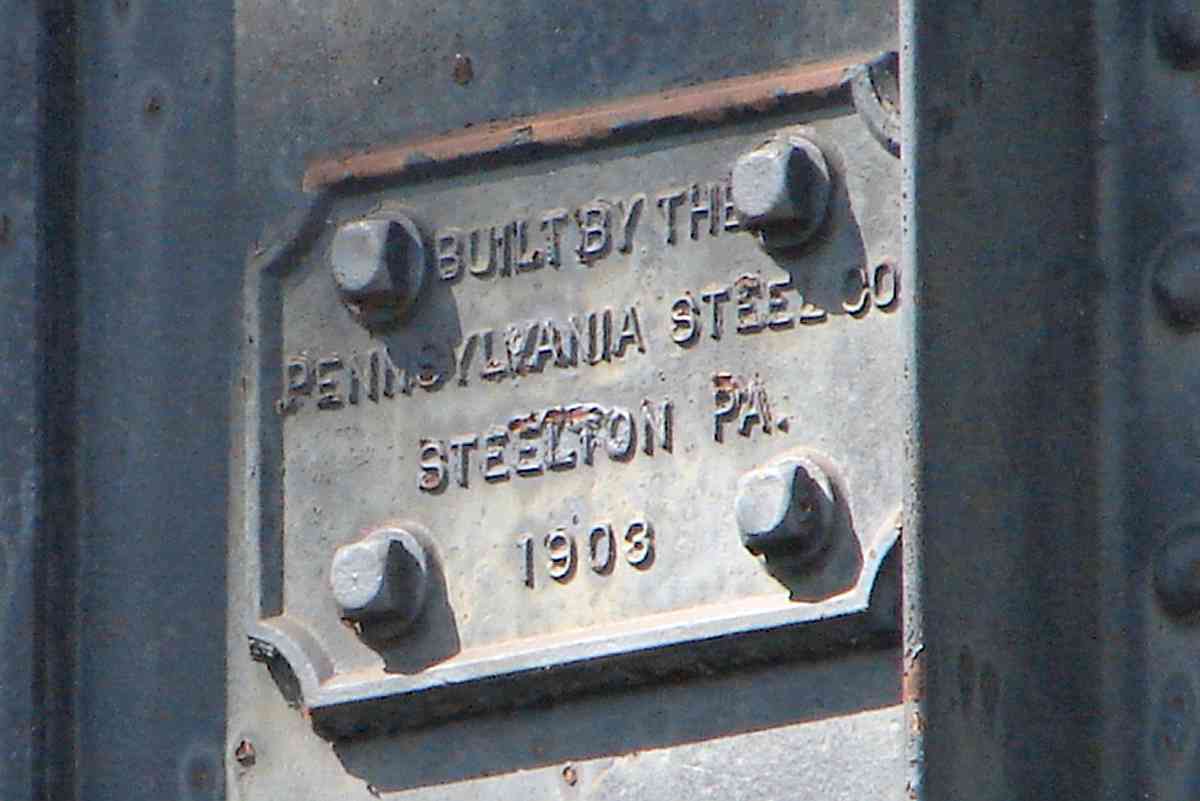 BUILT BY THE
PENNSYLVANIA STEEL CO
STEELTON PA.
1903